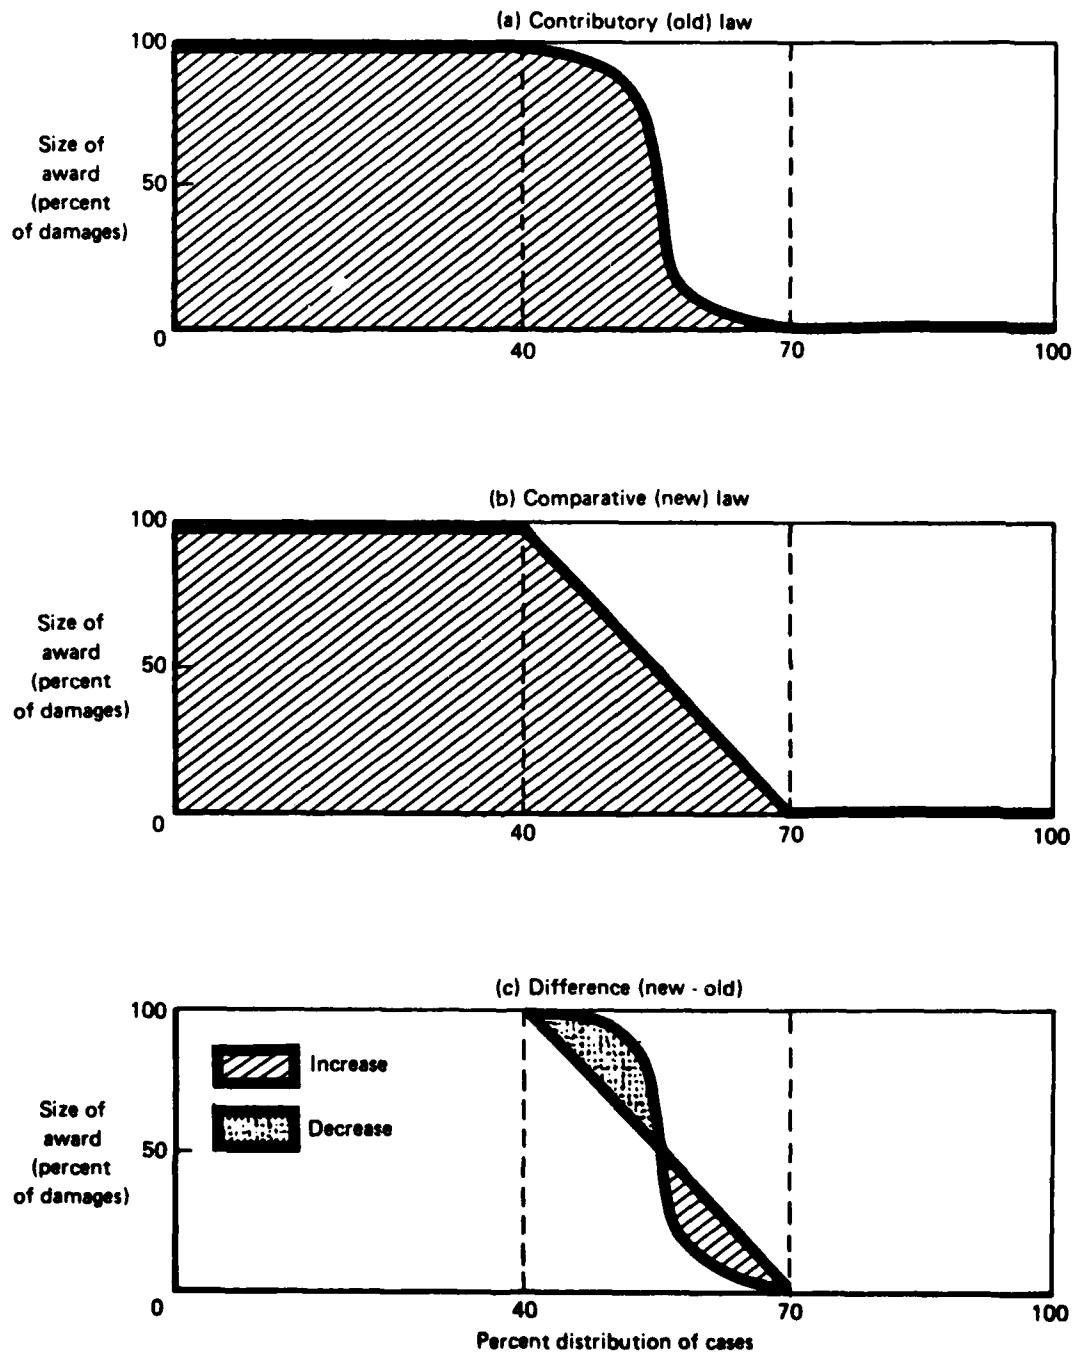 (a) Contributory (old) law
100
Size of
award
(percent
of damages)
50
0
40
70
100
(b) Comparative (new) law
100
Size of
award
(percent
of damages)
50
0
40
70
100
(c) Difference (new - old)
100
Increase
Decrease
Size of
award
(percent
of damages)
50
0
40
70
100
Percent distribution of cases